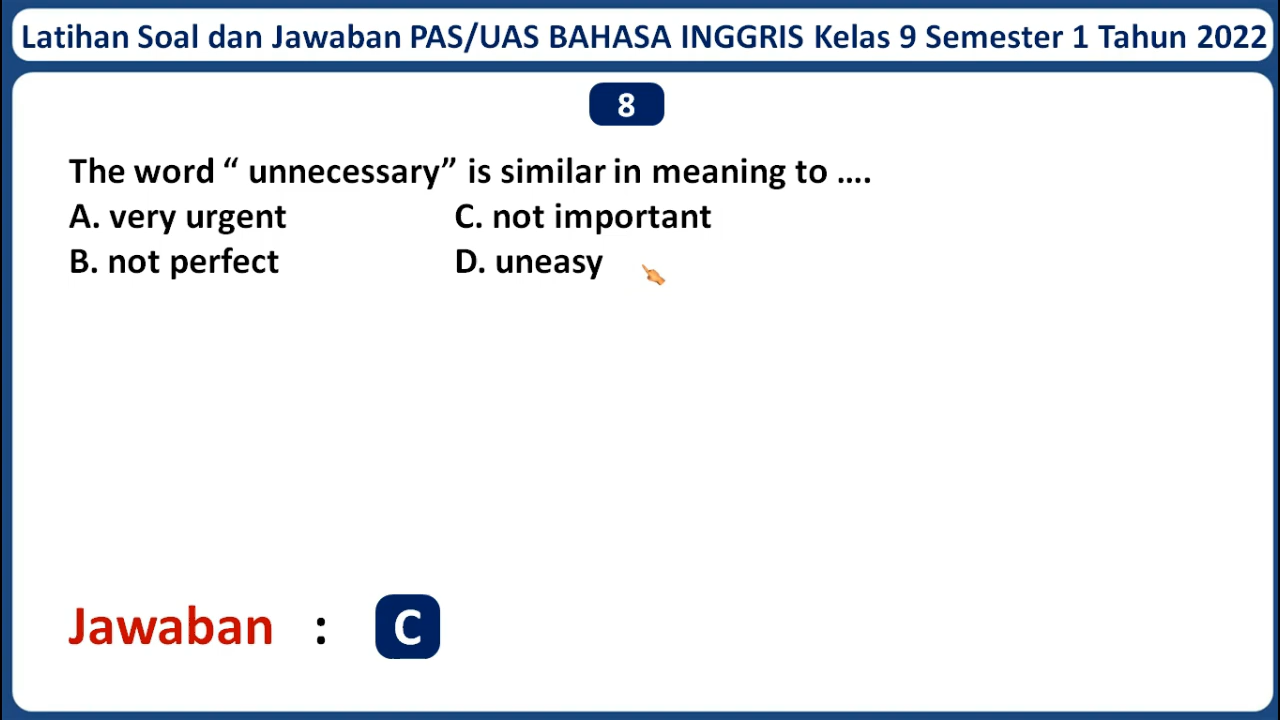 Latihan Soal dan Jawaban PAS/UAS BAHASA INGGRIS Kelas 9 Semester 1 Tahun 2022
8
The word “ unnecessary” is similar in meaning to ....
A. very urgent C. not important
B. not perfect D. uneasy
Jawaban : C